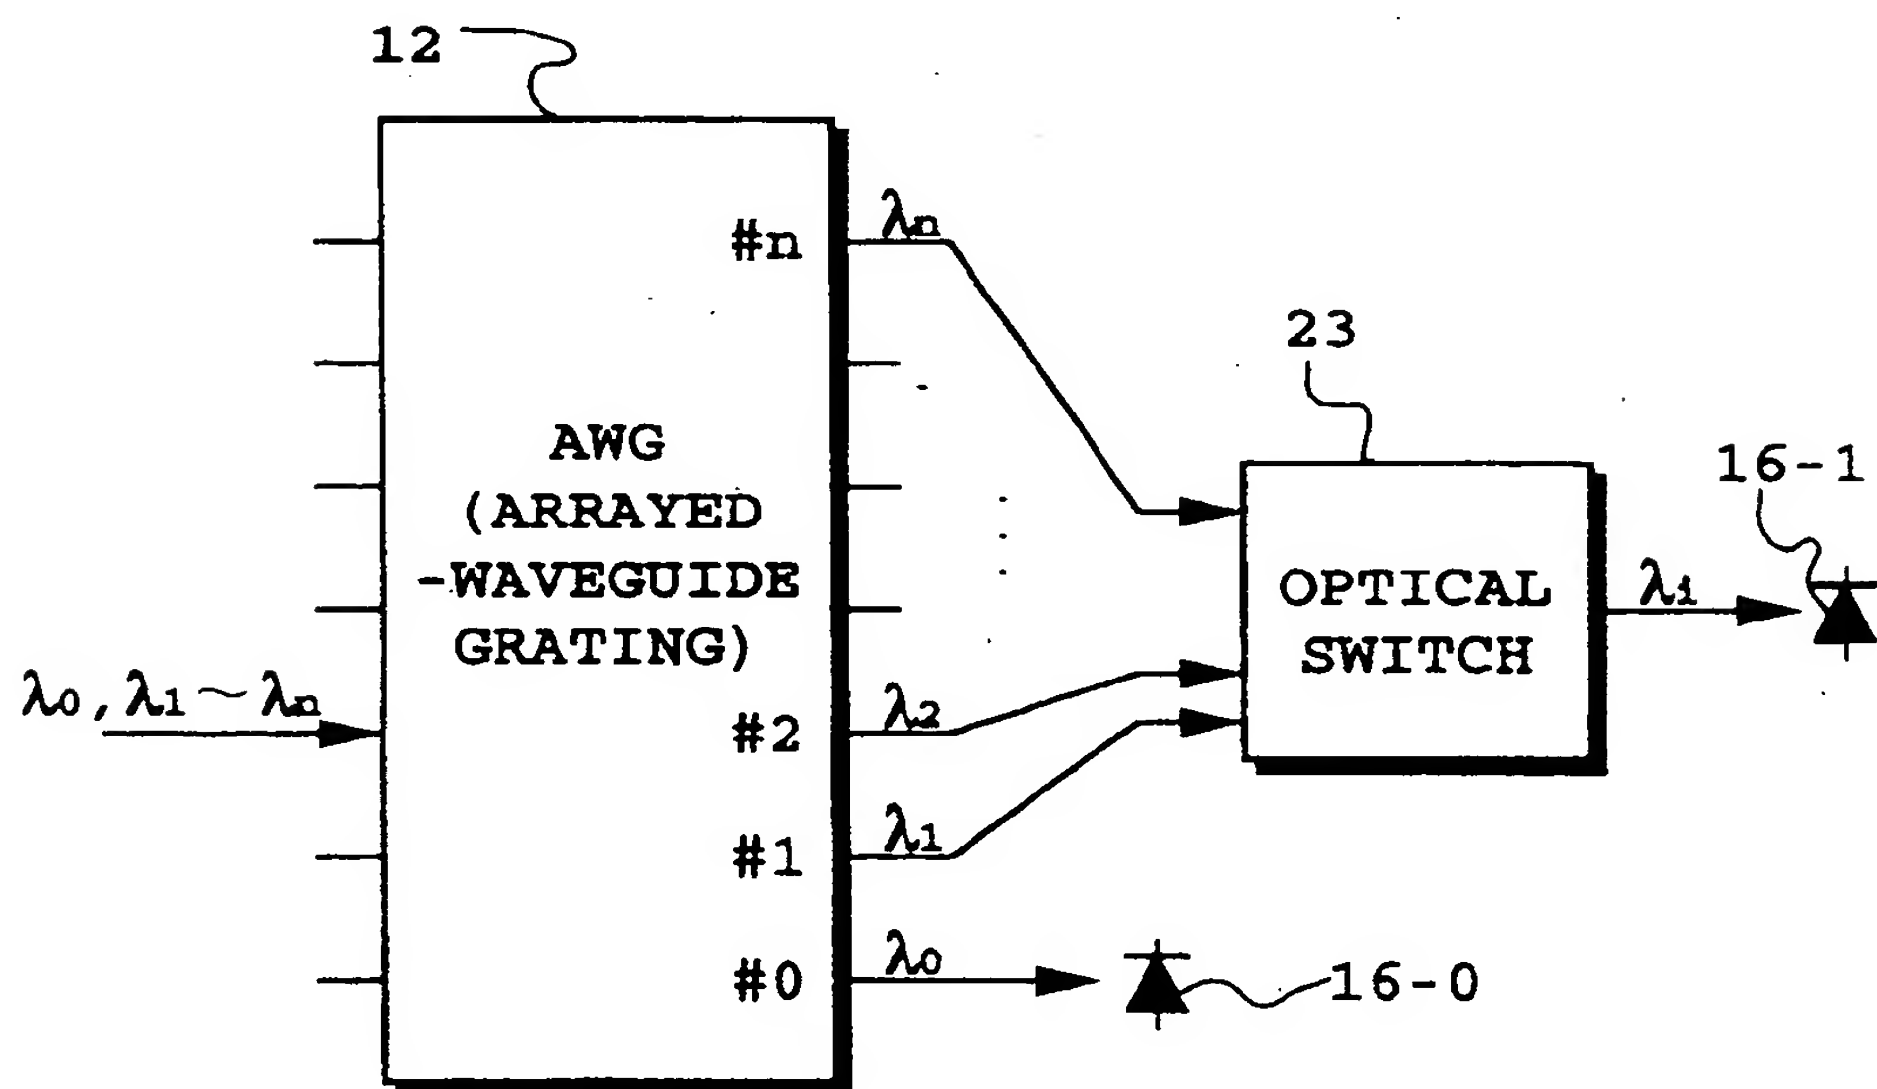 12
#n
λn
23
AWG
(ARRAYED
-WAVEGUIDE
GRATING)
16-1
OPTICAL
SWITCH
λi
λ0, λ1~λn
#2
λ2
#1
λ1
#0
λ0
16-0